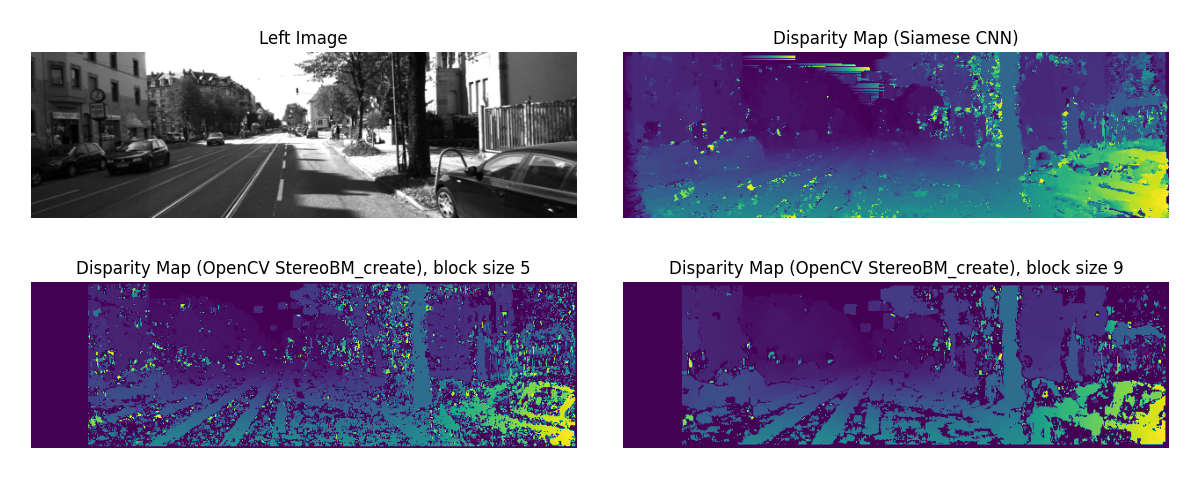 Left Image
Disparity Map (Siamese CNN)
Disparity Map (OpenCV StereoBM_create), block size 5
Disparity Map (OpenCV StereoBM_create), block size 9